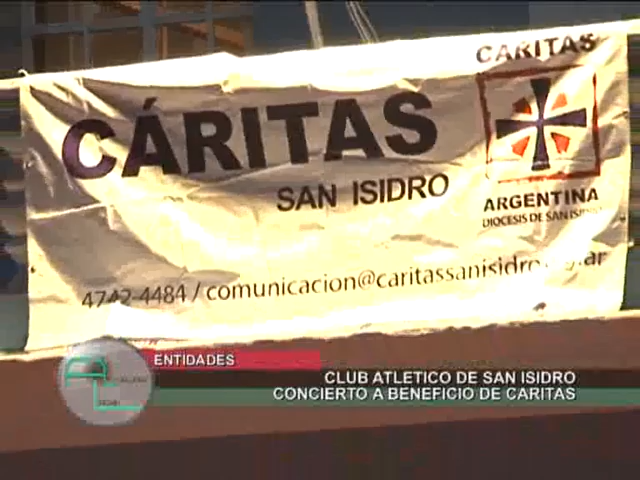 CARITAS
CÁRITAS
SAN ISIDRO
ARGENTINA
DIOCESIS DE SAN
4742-4484 / comunicacion@caritassanisidro
ENTIDADES
CLUB ATLETICO DE SAN ISIDRO
CONCIERTO A BENEFICIO DE CARITAS